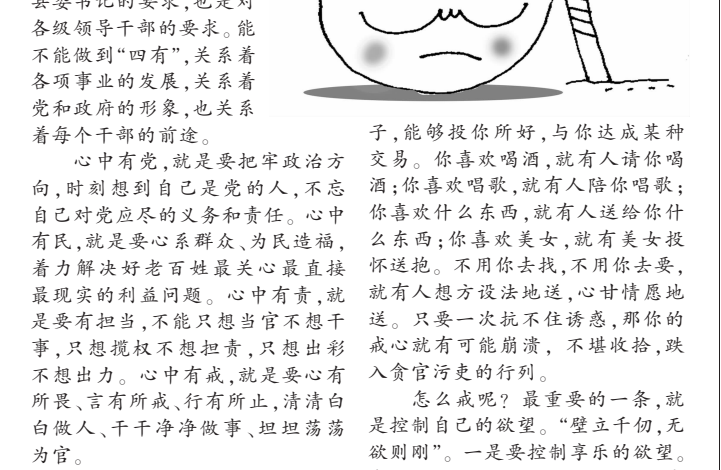 县委书记的要求,也是对
各级领导干部的要求。能
不能做到“四有”,关系着
各项事业的发展,关系着
党和政府的形象,也关系
着每个干部的前途。
心中有党,就是要把牢政治方
向,时刻想到自己是党的人,不忘
自己对党应尽的义务和责任。心中
有民,就是要心系群众、为民造福,
着力解决好老百姓最关心最直接
最现实的利益问题。心中有责,就
是要有担当,不能只想当官不想干
事,只想揽权不想担责,只想出彩
不想出力。心中有戒,就是要心有
所畏、言有所戒、行有所止,清清白
白做人、干干净净做事、坦坦荡荡
为官。
子,能够投你所好,与你达成某种
交易。你喜欢喝酒,就有人请你喝
酒;你喜欢唱歌,就有人陪你唱歌;
你喜欢什么东西,就有人送给你什
么东西;你喜欢美女,就有美女投
怀送抱。不用你去找,不用你去要,
就有人想方设法地送,心甘情愿地
送。只要一次抗不住诱惑,那你的
戒心就有可能崩溃,不堪收拾,跌
入贪官污吏的行列。
怎么戒呢?最重要的一条,就
是控制自己的欲望。“壁立千仞,无
欲则刚”。一是要控制享乐的欲望。